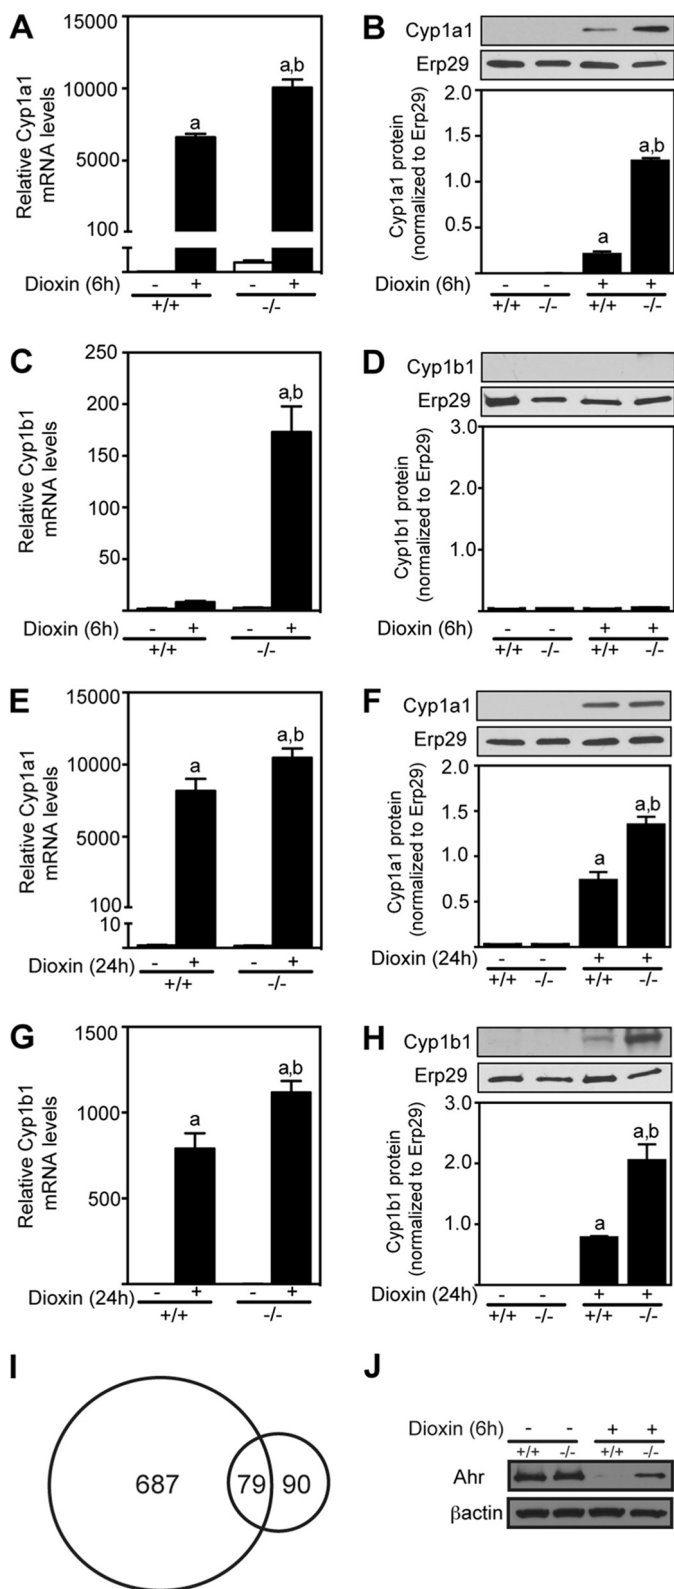 A
15000
10000
5000
100
Relative Cyp1a1
mRNA levels
a
a,b
Dioxin (6h) - + - +
+/+ -/-
B
Cyp1a1
Erp29
2.0
1.5
1.0
0.5
Cyp1a1 protein
(normalized to Erp29)
a
a,b
Dioxin (6h) - - + +
+/+ -/- +/+ -/-
C
250
200
150
100
50
Relative Cyp1b1
mRNA levels
a,b
Dioxin (6h) - + - +
+/+ -/-
D
Cyp1b1
Erp29
3.0
2.0
1.0
Cyp1b1 protein
(normalized to Erp29)
Dioxin (6h) - - + +
+/+ -/- +/+ -/-
E
15000
10000
5000
100
10
Relative Cyp1a1
mRNA levels
a
a,b
Dioxin (24h) - + - +
+/+ -/-
F
Cyp1a1
Erp29
2.0
1.5
1.0
0.5
Cyp1a1 protein
(normalized to Erp29)
a
a,b
Dioxin (24h) - - + +
+/+ -/- +/+ -/-
G
1500
1000
500
Relative Cyp1b1
mRNA levels
a
a,b
Dioxin (24h) - + - +
+/+ -/-
H
Cyp1b1
Erp29
3.0
2.0
1.0
Cyp1b1 protein
(normalized to Erp29)
a
a,b
Dioxin (24h) - - + +
+/+ -/- +/+ -/-
I
687 79 90
J
Dioxin (6h) - - + +
+/+ -/- +/+ -/-
Ahr
βactin